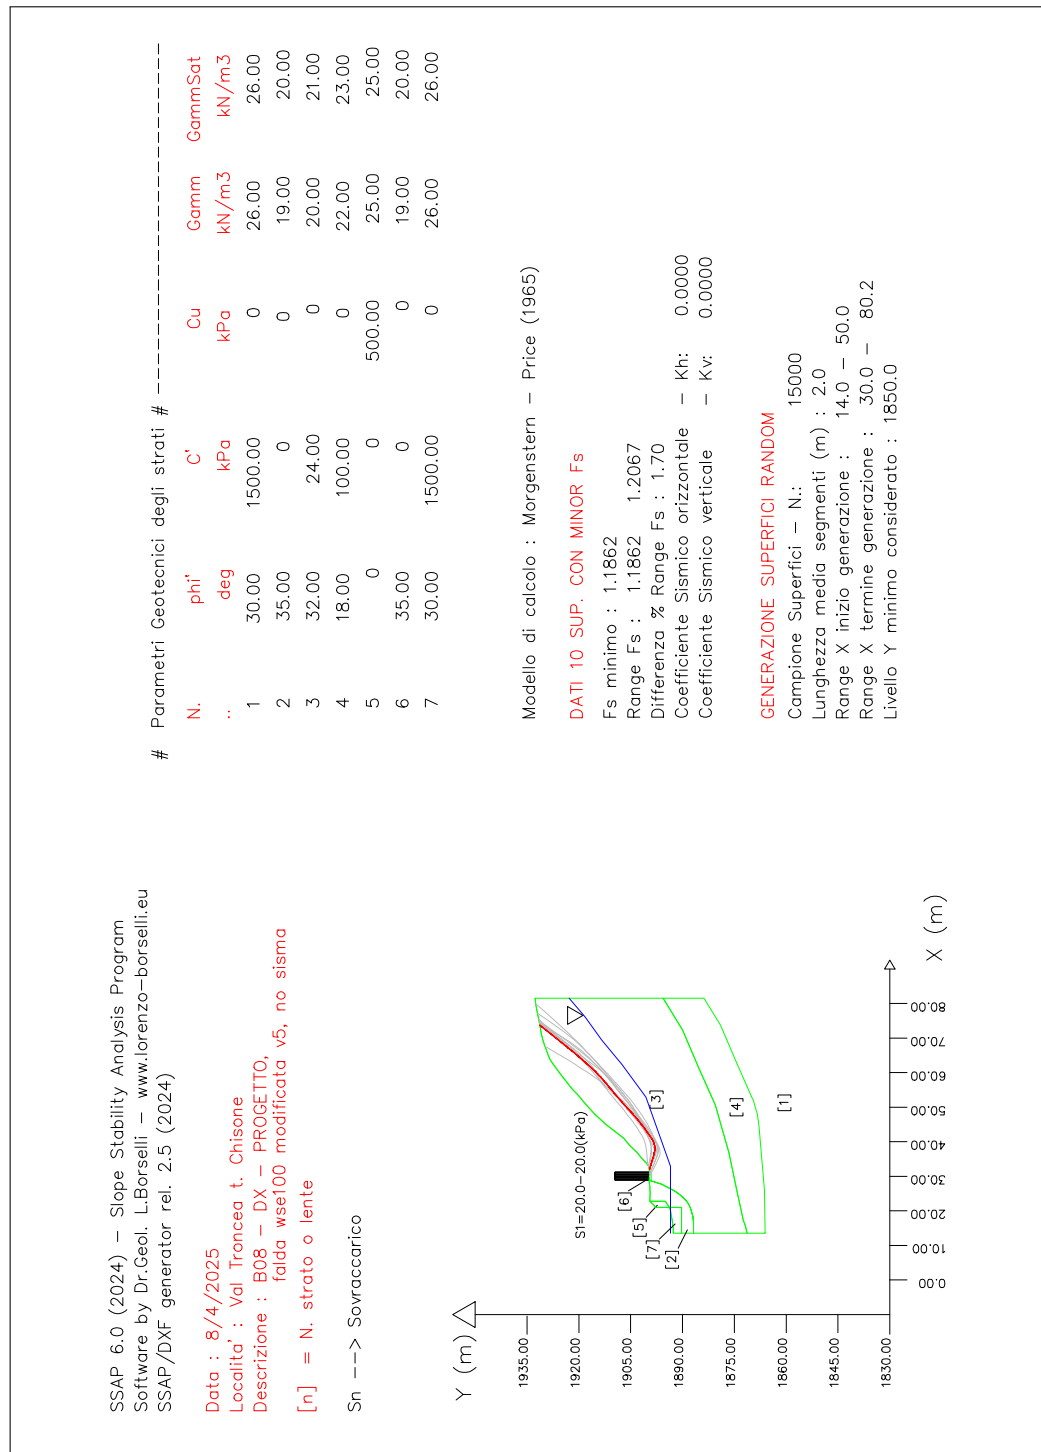 SSAP 6.0 (2024) – Slope Stability Analysis Program
Software by Dr.Geol. L.Borselli – www.lorenzo–borselli.eu
SSAP/DXF generator rel. 2.5 (2024)
Data : 8/4/2025
Localita' : Val Troncea t. Chisone
Descrizione : B08 – DX – PROGETTO,
falda wse100 modificata v5, no sisma
[n] = N. strato o lente
Sn ––> Sovraccarico
Y (m)
1935.00
1920.00
1905.00
1890.00
1875.00
1860.00
1830.00
S1=20.0–20.0(kPa)
[6]
[5]
[7]
[2]
[3]
[4]
[1]
0.00
10.00
20.00
30.00
40.00
50.00
60.00
70.00
80.00
X (m)
# Parametri Geotecnici degli strati # –––––––––––––––––––––––––
N. phi' C' Cu Gamm GammSat
.. deg kPa kPa kN/m3 kN/m3
1 30.00 1500.00 0 26.00 26.00
2 35.00 0 0 19.00 20.00
3 32.00 24.00 0 20.00 21.00
4 18.00 100.00 0 22.00 23.00
5 0 0 500.00 25.00 25.00
6 35.00 0 0 19.00 20.00
7 30.00 1500.00 0 26.00 26.00
Modello di calcolo : Morgenstern – Price (1965)
DATI 10 SUP. CON MINOR Fs
Fs minimo : 1.1862
Range Fs : 1.1862 1.2067
Differenza % Range Fs : 1.70
Coefficiente Sismico orizzontale – Kh: 0.0000
Coefficiente Sismico verticale – Kv: 0.0000
GENERAZIONE SUPERFICI RANDOM
Campione Superfici – N.: 15000
Lunghezza media segmenti (m) : 2.0
Range X inizio generazione : 14.0 – 50.0
Range X termine generazione : 30.0 – 80.2
Livello Y minimo considerato : 1850.0